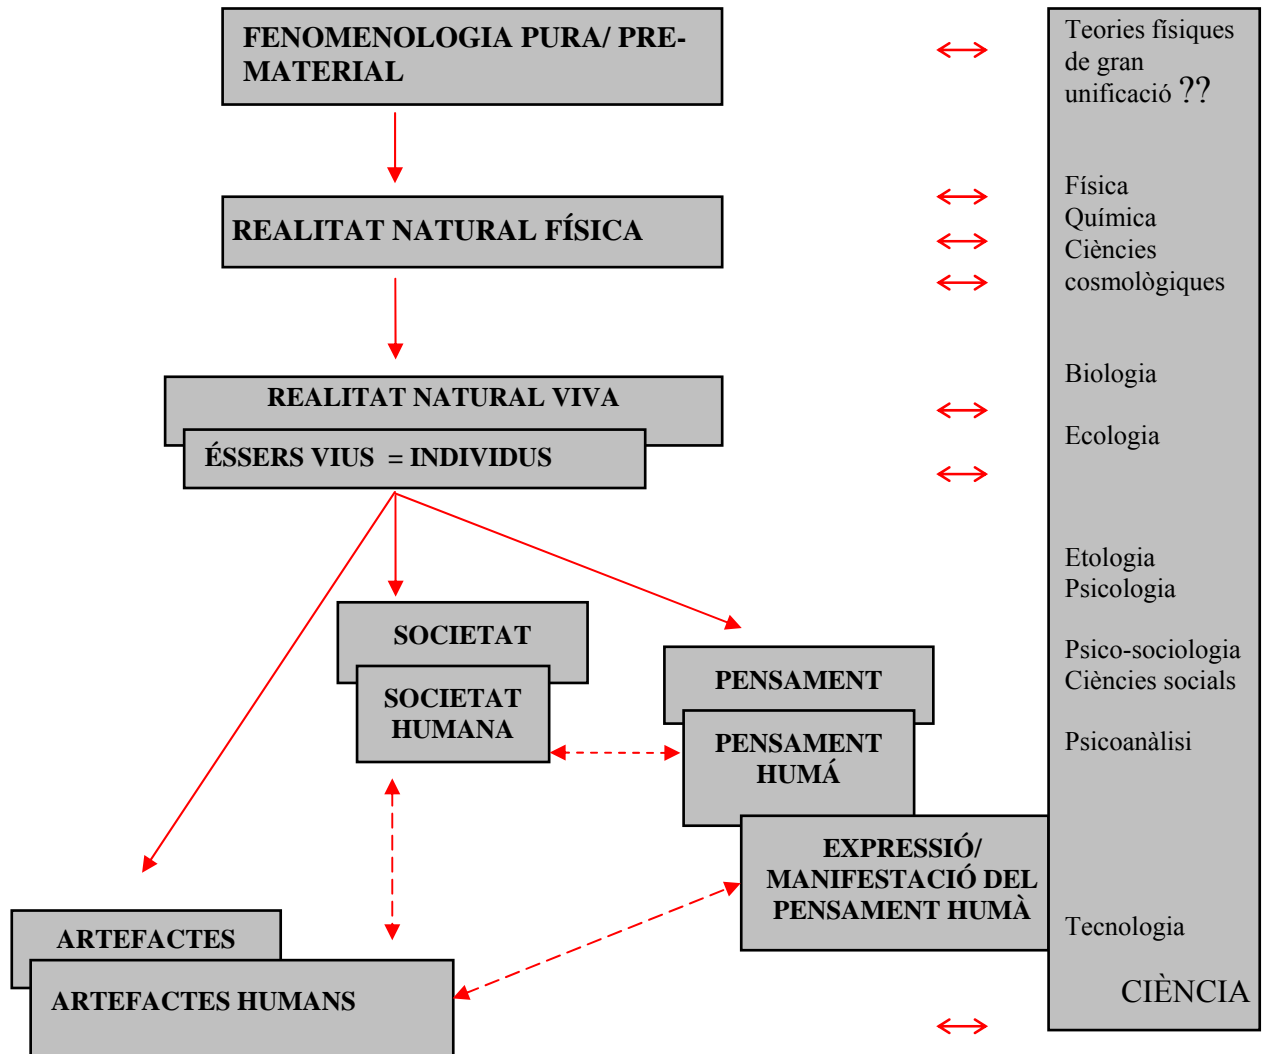 FENOMENOLOGIA PURA/ PRE-
MATERIAL
REALITAT NATURAL FÍSICA
REALITAT NATURAL VIVA
ÉSSERS VIUS = INDIVIDUS
SOCIETAT
SOCIETAT
HUMANA
PENSAMENT
PENSAMENT
HUMÁ
EXPRESSIÓ/
MANIFESTACIÓ DEL
PENSAMENT HUMÀ
ARTEFACTES
ARTEFACTES HUMANS
Teories físiques
de gran
unificació ??
Física
Química
Ciències
cosmològiques
Biologia
Ecologia
Etologia
Psicologia
Psico-sociologia
Ciències socials
Psicoanàlisi
Tecnologia
CIÈNCIA